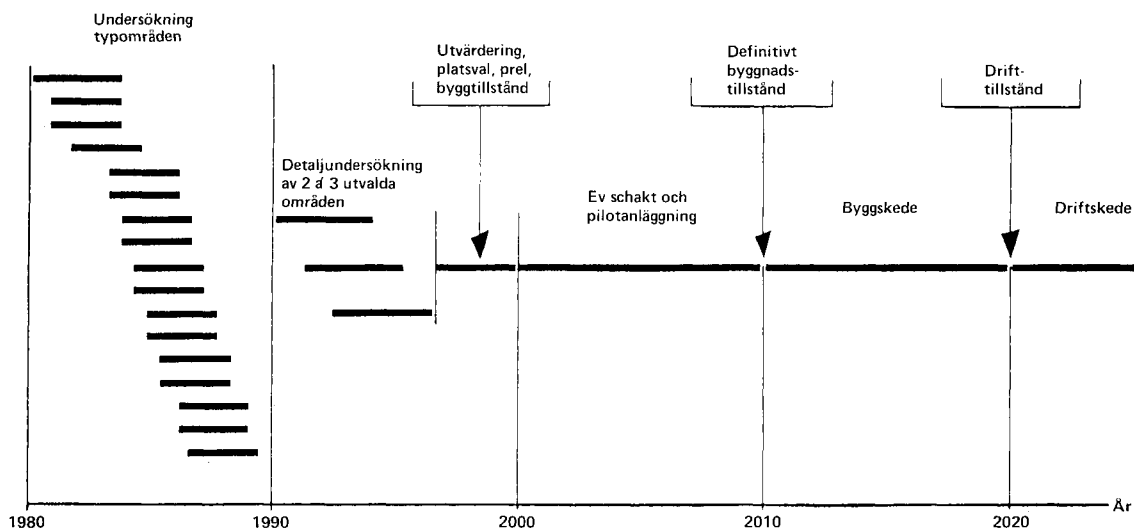 Undersökning
typområden
Utvärdering,
platsval, prel,
byggtillstånd
Definitivt
byggnads-
tillstånd
Drift-
tillstånd
Detaljundersökning
av 2 á 3 utvalda
områden
Ev schakt och
pilotanläggning
Byggskede
Driftskede
1980
1990
2000
2010
2020
År